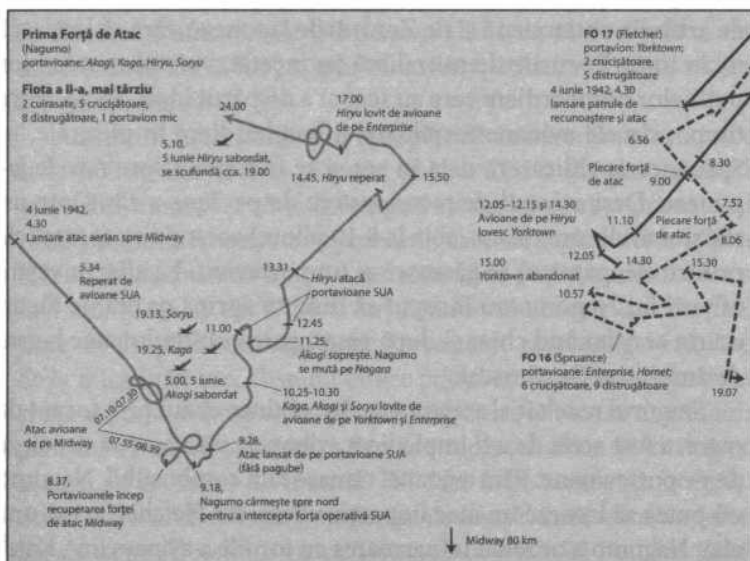 Prima Forță de Atac
(Nagumo)
portavioane: Akagi, Kaga, Hiryu, Soryu
Flota a II-a, mai târziu
2 cuirasate, 5 crucișătoare,
8 distrugătoare, 1 portavion mic
24,00
17.00
Hiryu lovit de avioane
de pe Enterprise
5.10,
5 iunie Hiryu sabordat,
se scufundă cca. 19.00
14.45, Hiryu reperat
15,50
4 iunie 1942,
4.30
Lansare atac aerian spre Midway
5.34
Reperat de
avioane SUA
13.31
Hiryu atacă
portavioane SUA
19.13, Soryu
11.00
12.45
19.25, Kaga
11.25,
Akagi soprește. Nagumo
se mută pe Nagara
5.00, 5 iunie,
Akagi sabordat
07.10-07.30
10,25-10.30
Kaga, Akagi și Soryu lovite de
avioane de pe Yorktown și Enterprise
Atac avioane
de pe Midway
07.55-06.39
9.28,
Atac lansat de pe portavioane SUA
(fără pagube)
8.37,
Portavioanele încep
recuperarea forței
de atac Midway
9.18,
Nagumo cârmește spre nord
pentru a intercepta forța operativă SUA
FO 17 (Fletcher)
portavion: Yorktown;
2 crucișătoare,
5 distrugătoare
4 iunie 1942, 4.30
lansare patrule de
recunoaștere și atac
6.56
Plecare forță
de atac
8.30
9.00
7.52
12.05-12.15 și 14.30
Avioane de pe Hiryu
lovesc Yorktown
11.10
Plecare forță
de atac
8.06
12.05
15.00
Yorktown abandonat
14.30
15.30
10.57
FO 16 (Spruance)
portavioane: Enterprise, Hornet;
6 crucișătoare, 9 distrugătoare
19.07
Midway 80 km